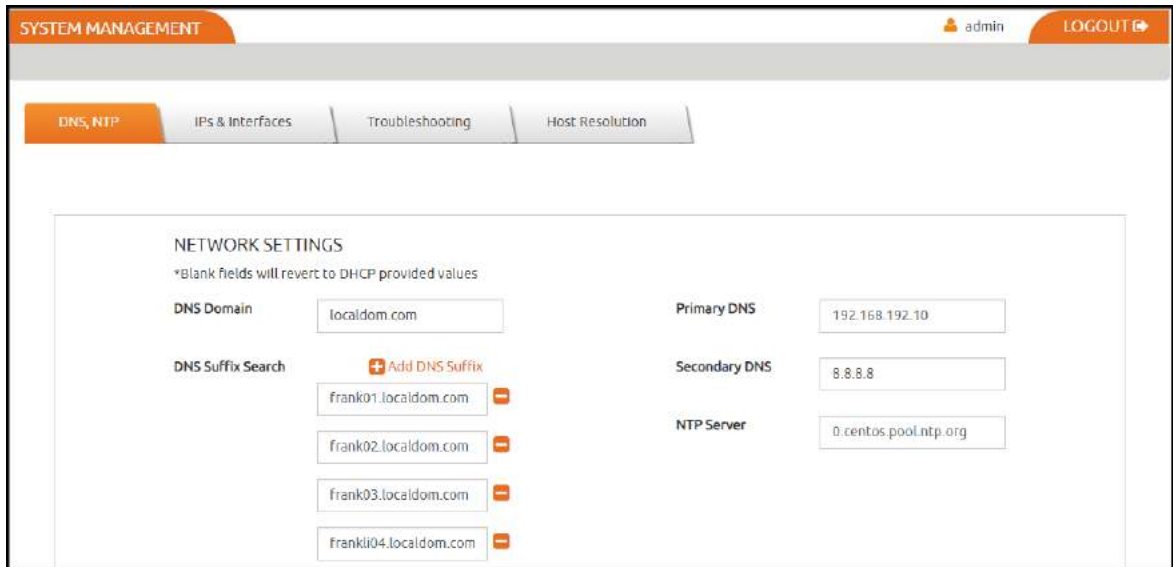 SYSTEM MANAGEMENT
admin
LOGOUT
DNS, NTP
IPs & Interfaces
Troubleshooting
Host Resolution
NETWORK SETTINGS
*Blank fields will revert to DHCP provided values
DNS Domain
localdom.com
Primary DNS
192.168.192.10
DNS Suffix Search
Add DNS Suffix
Secondary DNS
8.8.8.8
frank01.localdom.com
NTP Server
0.centos.pool.ntp.org
frank02.localdom.com
frank03.localdom.com
frankli04.localdom.com